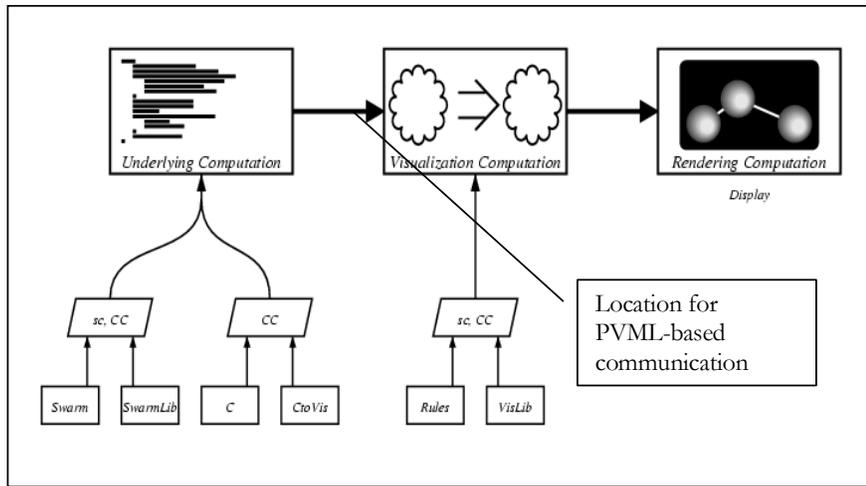 Underlying Computation
Visualization Computation
Rendering Computation
Display
sc, CC
CC
sc, CC
Location for
PVML-based
communication
Swarm
SwarmLib
C
CtoVis
Rules
VisLib